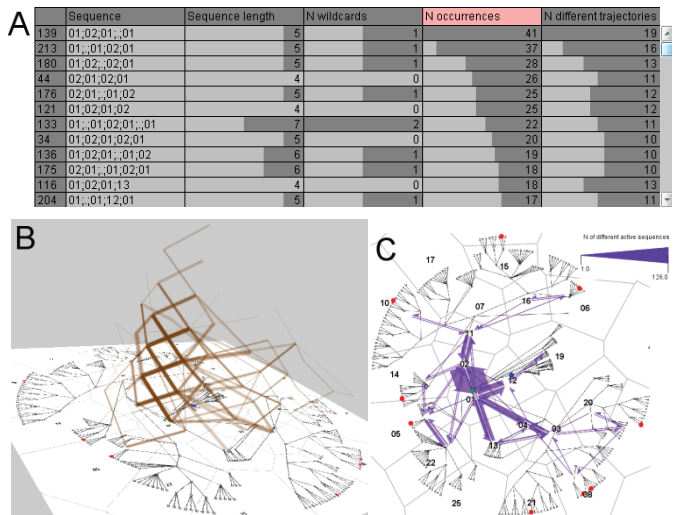 A
Sequence Sequence length N wildcards N occurrences N different trajectories
139 01;02;01;.;01 5 1 41 19
213 01;.;01;02;01 5 1 37 16
180 01;02;.;02;01 5 1 28 13
44 02;01;02;01 4 0 26 11
176 02;01;.;01;02 5 1 25 12
121 01;02;01;02 4 0 25 12
133 01;.;01;02;01;.;01 7 2 22 11
34 01;02;01;02;01 5 0 20 10
136 01;02;01;.;01;02 6 1 19 10
175 02;01;.;01;02;01 6 1 18 10
116 01;02;01;13 4 0 18 13
204 01;.;01;12;01 5 1 17 11
B
C
N of different active sequences
1.0
126.0
17
15
10
16
06
07
11
14
02
19
12
01
20
05
04
03
13
22
08
25
21